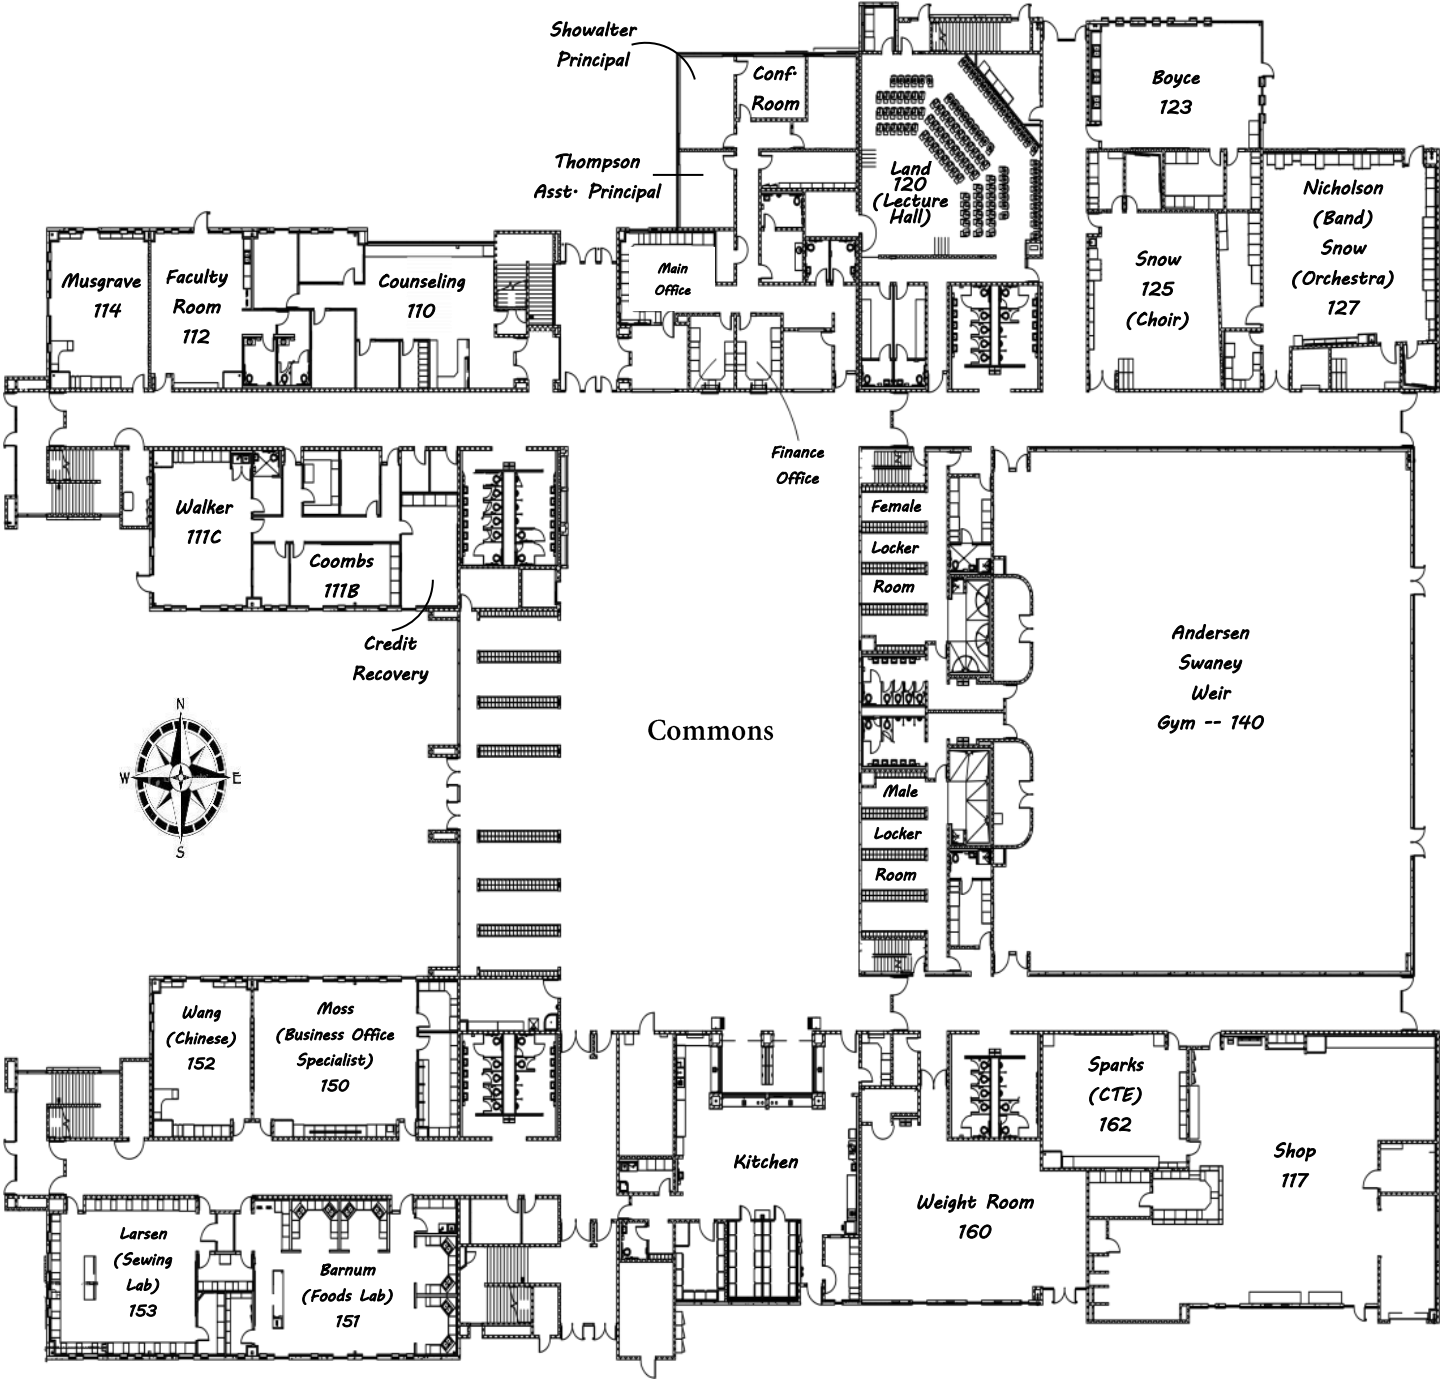 Showalter
Principal
Conf.
Room
Thompson
Asst. Principal
Land
120
(Lecture
Hall)
Boyce
123
Nicholson
(Band)
Snow
(Orchestra)
127
Snow
125
(Choir)
Musgrave
114
Faculty
Room
112
Counseling
110
Main
Office
Finance
Office
Walker
111C
Coombs
111B
Credit
Recovery
Female
Locker
Room
Andersen
Swaney
Weir
Gym -- 140
Commons
N
W
E
S
Male
Locker
Room
Wang
(Chinese)
152
Moss
(Business Office
Specialist)
150
Sparks
(CTE)
162
Shop
117
Kitchen
Weight Room
160
Larsen
(Sewing
Lab)
153
Barnum
(Foods Lab)
151